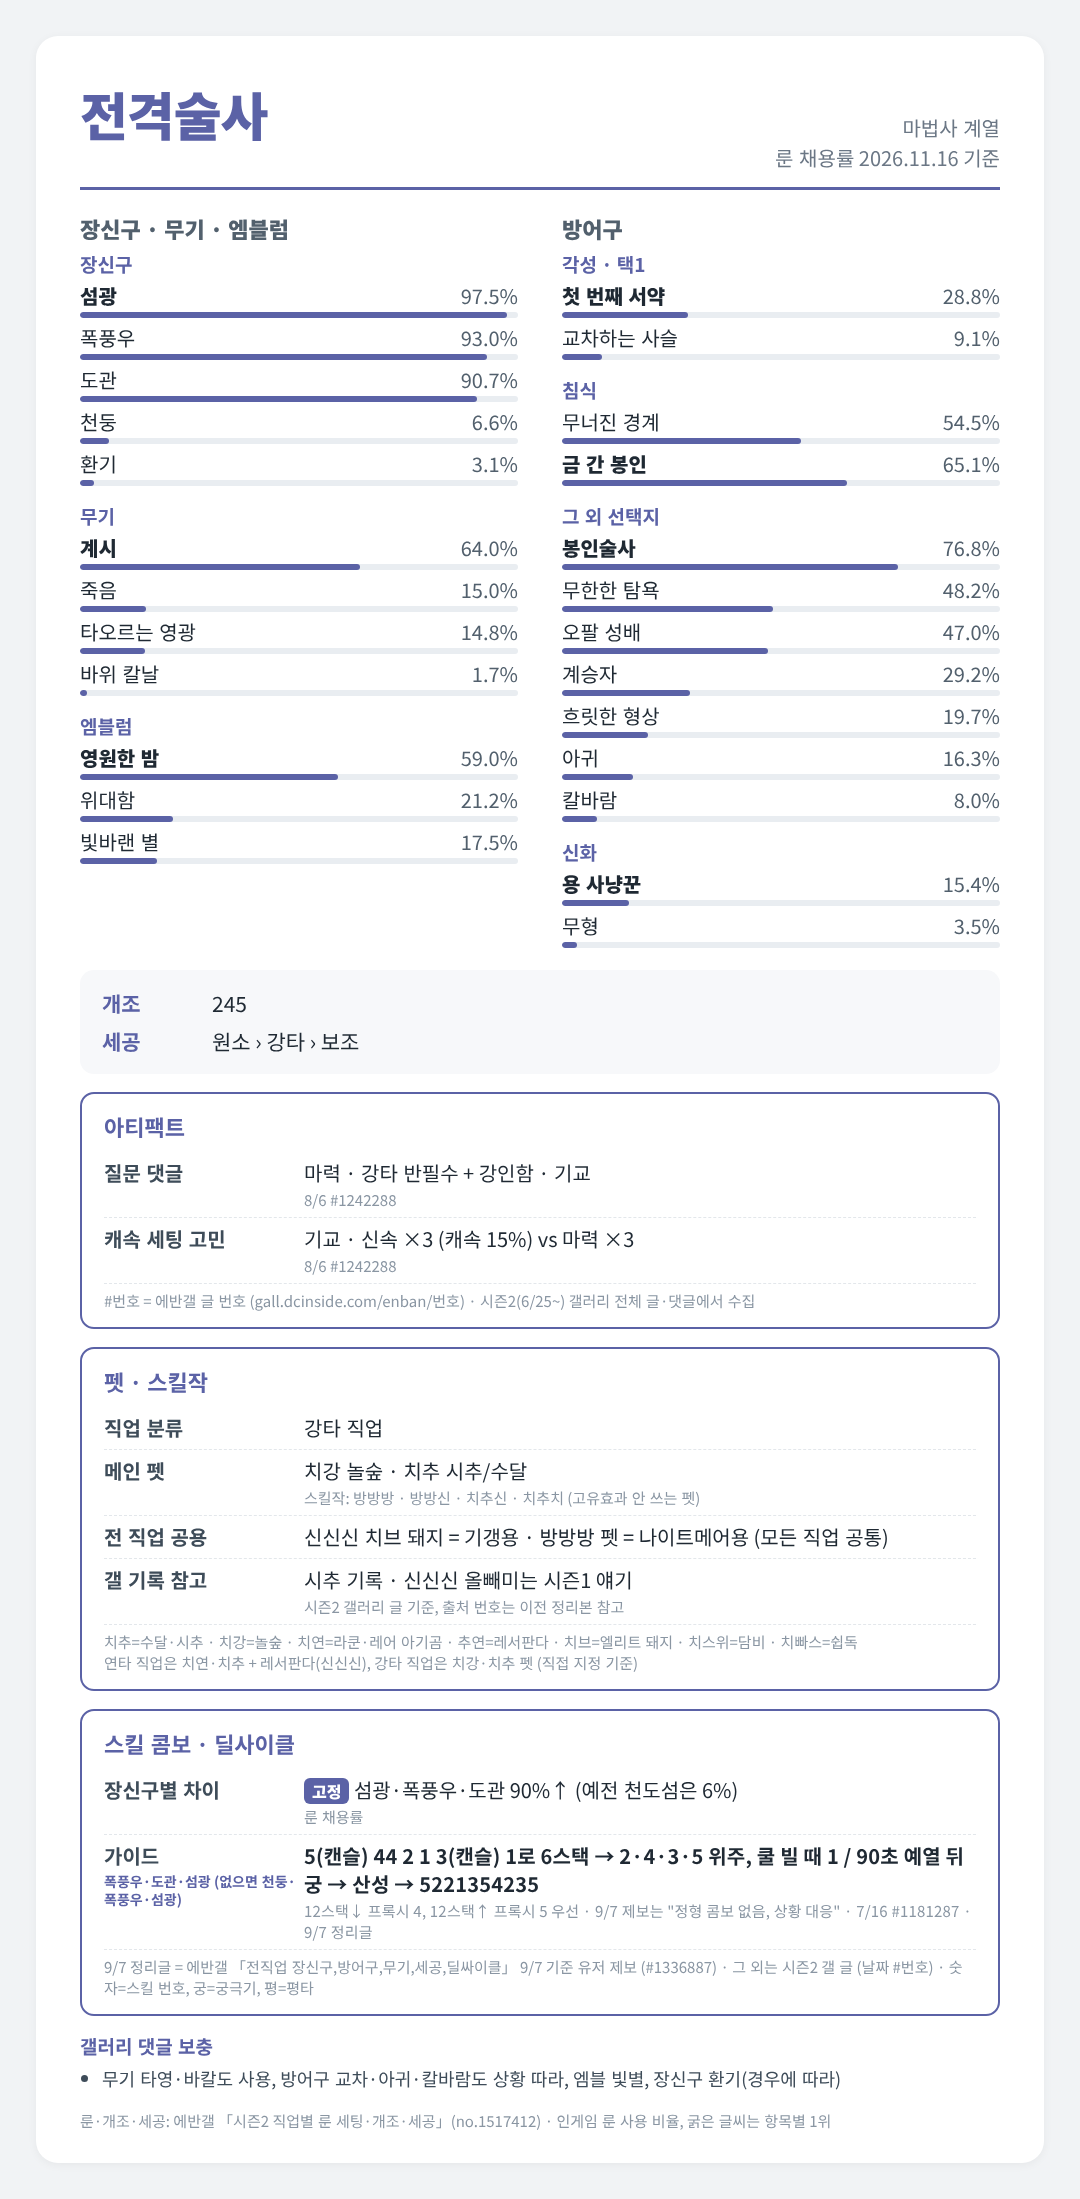 전격술사
마법사 계열
룬 채용률 2026.11.16 기준
장신구 · 무기 · 엠블럼
장신구
섬광 97.5%
폭풍우 93.0%
도관 90.7%
천둥 6.6%
환기 3.1%
무기
계시 64.0%
죽음 15.0%
타오르는 영광 14.8%
바위 칼날 1.7%
엠블럼
영원한 밤 59.0%
위대함 21.2%
빛바랜 별 17.5%
방어구
각성 · 택1
첫 번째 서약 28.8%
교차하는 사슬 9.1%
침식
무너진 경계 54.5%
금 간 봉인 65.1%
그 외 선택지
봉인술사 76.8%
무한한 탐욕 48.2%
오팔 성배 47.0%
계승자 29.2%
흐릿한 형상 19.7%
아귀 16.3%
칼바람 8.0%
신화
용 사냥꾼 15.4%
무형 3.5%
개조 245
세공 원소 › 강타 › 보조
아티팩트
질문 댓글 마력 · 강타 반필수 + 강인함 · 기교
8/6 #1242288
캐속 세팅 고민 기교 · 신속 ×3 (캐속 15%) vs 마력 ×3
8/6 #1242288
#번호 = 에반갤 글 번호 (gall.dcinside.com/enban/번호) · 시즌2(6/25~) 갤러리 전체 글·댓글에서 수집
펫 · 스킬작
직업 분류 강타 직업
메인 펫 치강 놀숲 · 치추 시추/수달
스킬작: 방방방 · 방방신 · 치추신 · 치추치 (고유효과 안 쓰는 펫)
전 직업 공용 신신신 치브 돼지 = 기갱용 · 방방방 펫 = 나이트메어용 (모든 직업 공통)
갤 기록 참고 시추 기록 · 신신신 올빼미는 시즌1 얘기
시즌2 갤러리 글 기준, 출처 번호는 이전 정리본 참고
치추=수달·시추 · 치강=놀숲 · 치연=라쿤·레어 아기곰 · 추연=레서판다 · 치브=엘리트 돼지 · 치스위=담비 · 치빠스=쉽독
연타 직업은 치연·치추 + 레서판다(신신신), 강타 직업은 치강·치추 펫 (직접 지정 기준)
스킬 콤보 · 딜사이클
장신구별 차이 고정 섬광·폭풍우·도관 90%↑ (예전 천도섬은 6%)
룬 채용률
가이드
폭풍우·도관·섬광 (없으면 천둥·
폭풍우·섬광)
5(캔슬) 44 2 1 3(캔슬) 1로 6스택 → 2·4·3·5 위주, 쿨 빌 때 1 / 90초 예열 뒤
궁 → 산성 → 5221354235
12스택↓ 프록시 4, 12스택↑ 프록시 5 우선 · 9/7 제보는 "정형 콤보 없음, 상황 대응" · 7/16 #1181287 ·
9/7 정리글
9/7 정리글 = 에반갤 「전직업 장신구,방어구,무기,세공,딜싸이클」 9/7 기준 유저 제보 (#1336887) · 그 외는 시즌2 갤 글 (날짜 #번호) · 숫
자=스킬 번호, 궁=궁극기, 평=평타
갤러리 댓글 보충
• 무기 타영·바칼도 사용, 방어구 교차·아귀·칼바람도 상황 따라, 엠블 빛별, 장신구 환기(경우에 따라)
룬·개조·세공: 에반갤 「시즌2 직업별 룬 세팅·개조·세공」(no.1517412) · 인게임 룬 사용 비율, 굵은 글씨는 항목별 1위